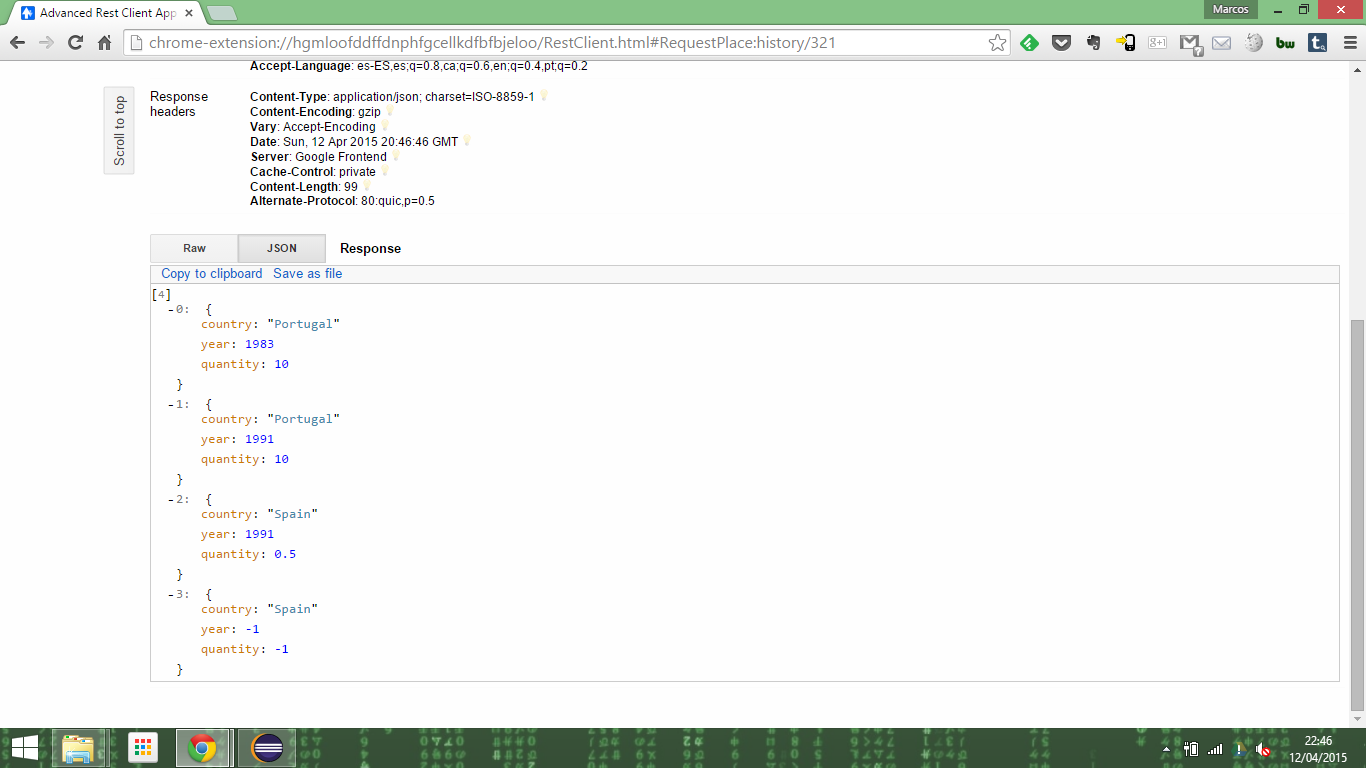 Advanced Rest Client App
Marcos
chrome-extension://hgmloofddffdnphfgcellkdfbfbjeloo/RestClient.html#RequestPlace:history/321
Accept-Language: es-ES,es;q=0.8,ca;q=0.6,en;q=0.4,pt;q=0.2
Scroll to top
Response headers
Content-Type: application/json; charset=ISO-8859-1
Content-Encoding: gzip
Vary: Accept-Encoding
Date: Sun, 12 Apr 2015 20:46:46 GMT
Server: Google Frontend
Cache-Control: private
Content-Length: 99
Alternate-Protocol: 80:quic,p=0.5
Raw JSON Response
Copy to clipboard Save as file
[4]
-0: {
country: "Portugal"
year: 1983
quantity: 10
}
-1: {
country: "Portugal"
year: 1991
quantity: 10
}
-2: {
country: "Spain"
year: 1991
quantity: 0.5
}
-3: {
country: "Spain"
year: -1
quantity: -1
}
22:46
12/04/2015